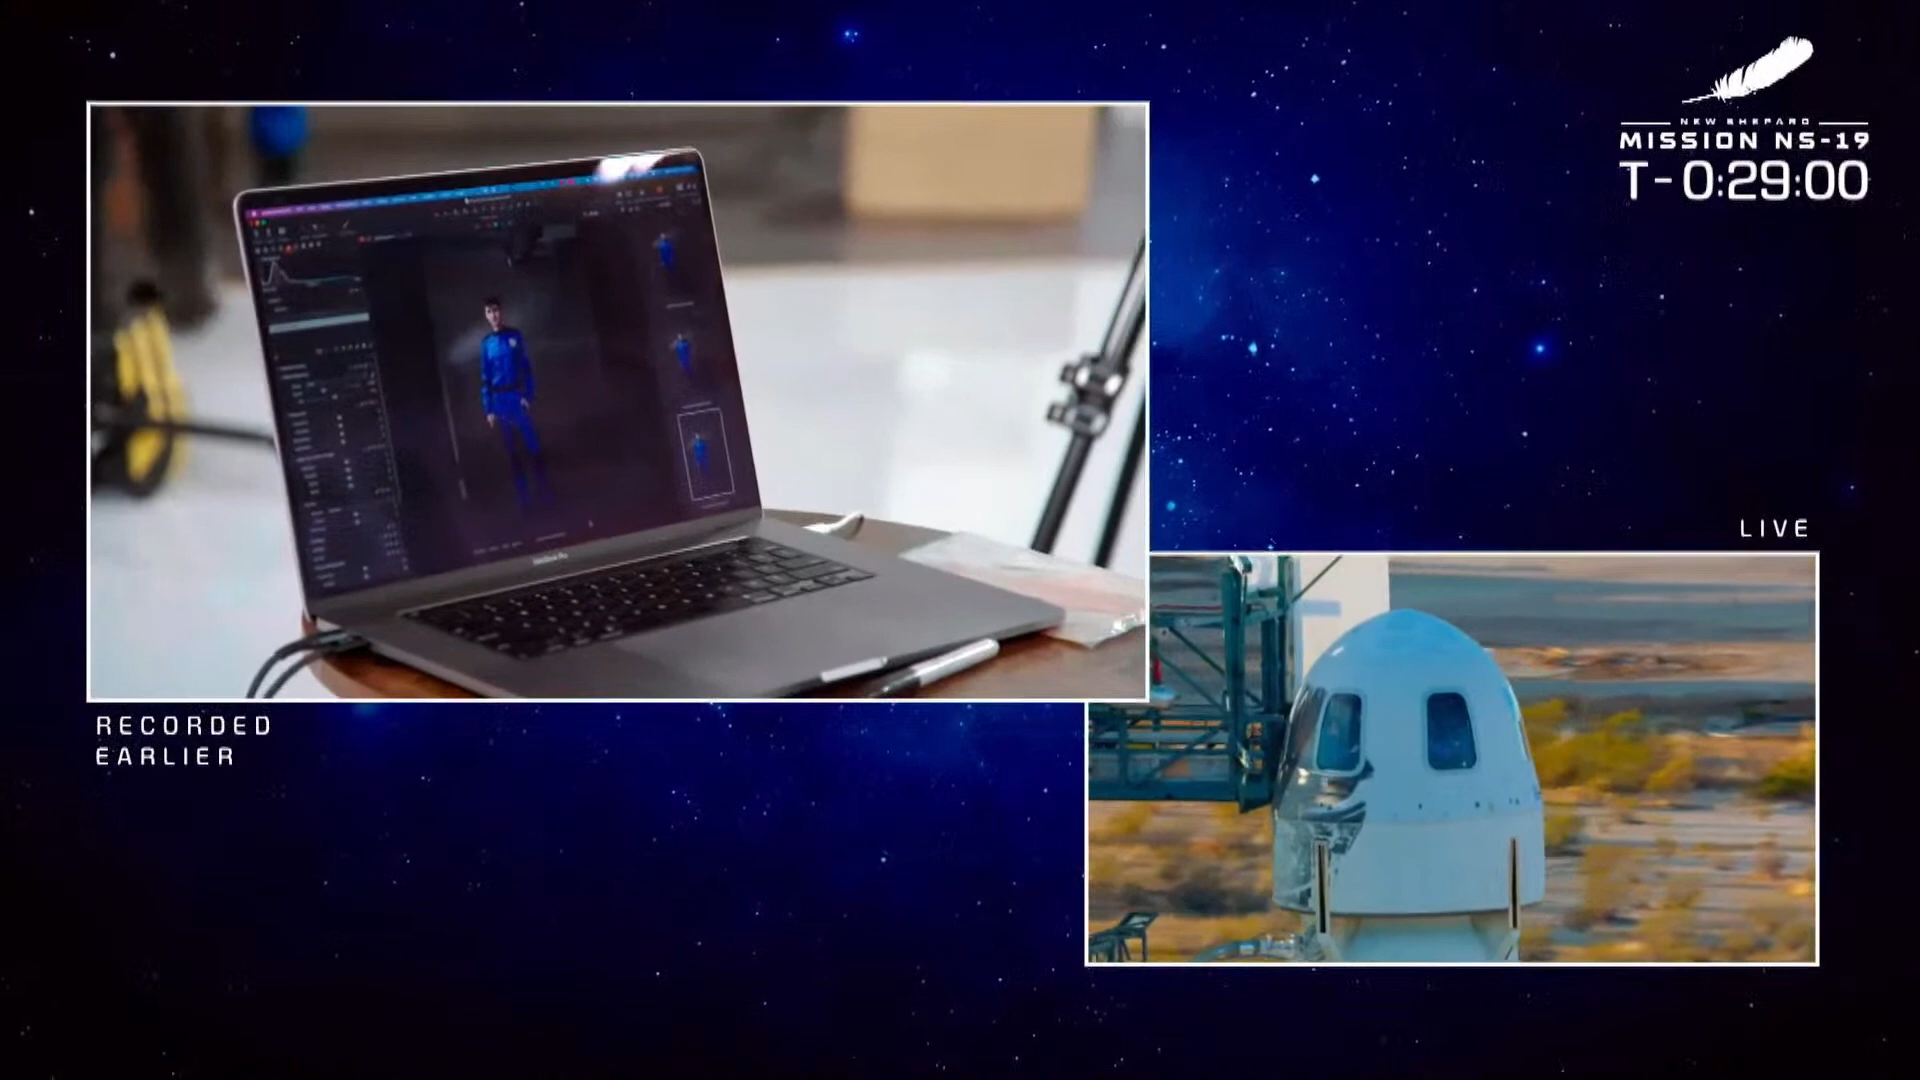 NEW SHEPARD
MISSION NS-19
T-0:29:00
LIVE
RECORDED
EARLIER